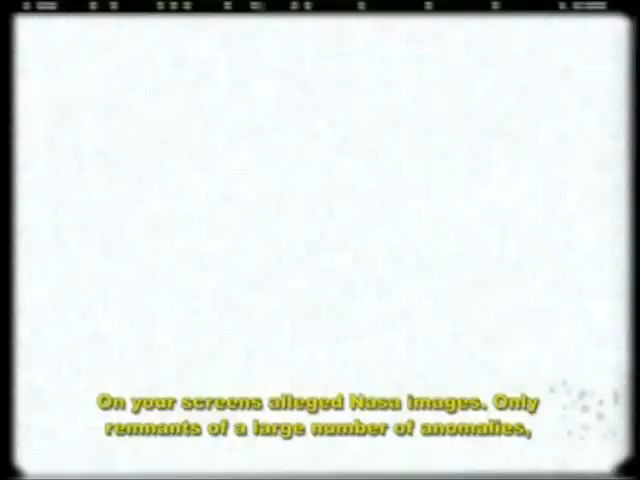 On your screens alleged Nasa images. Only
remnants of a large number of anomalies,